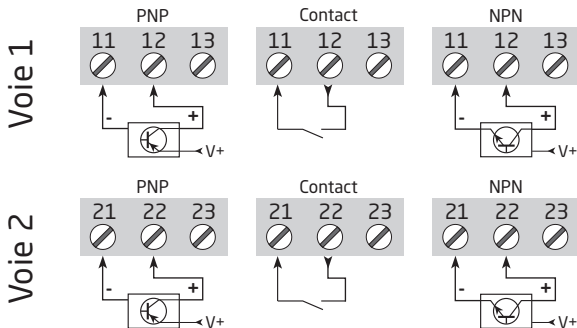 PNP Contact NPN
Voie 1
11 12 13 11 12 13 11 12 13
- + - +
V+ V+
PNP Contact NPN
Voie 2
21 22 23 21 22 23 21 22 23
- + - +
V+ V+